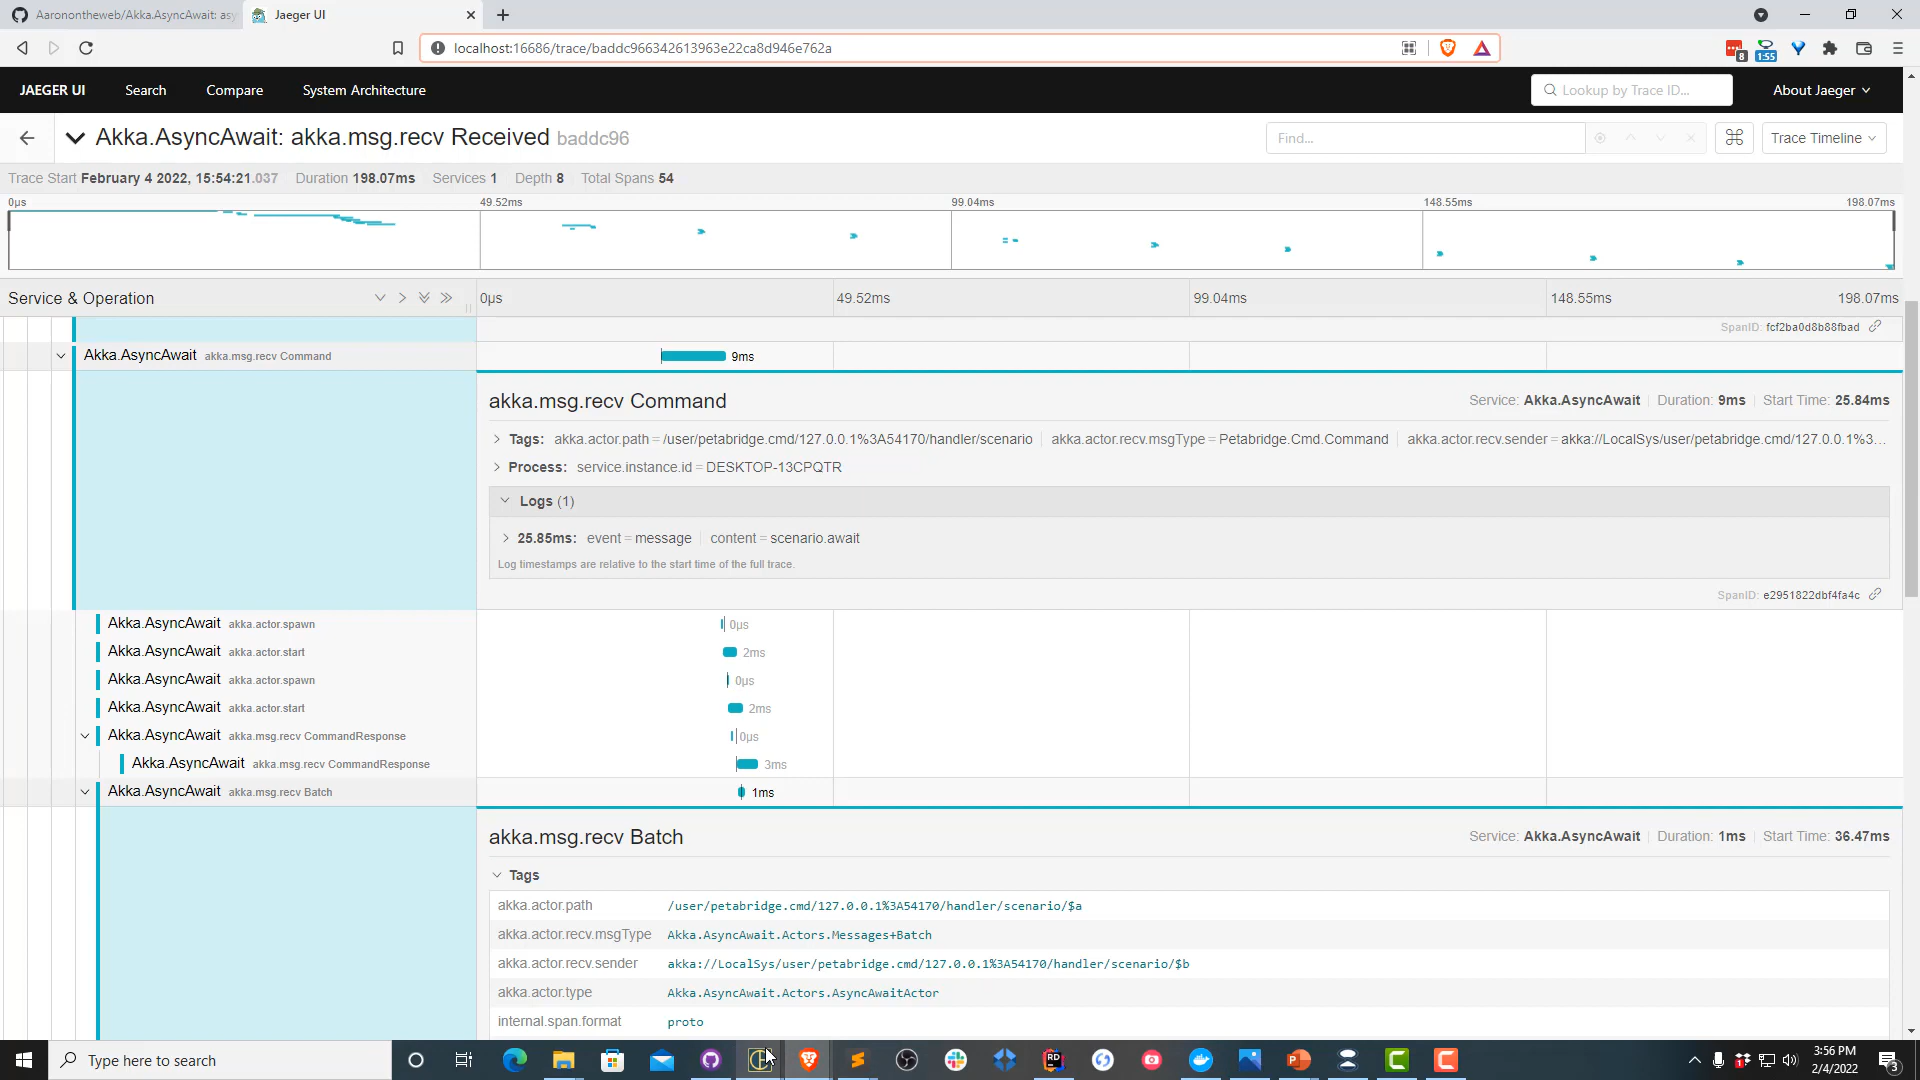 Aaronontheweb/Akka.AsyncAwait: asy
Jaeger UI
localhost:16686/trace/baddc966342613963e22ca8d946e762a
8
1:55
JAEGER UI
Search
Compare
System Architecture
Lookup by Trace ID...
About Jaeger
Akka.AsyncAwait: akka.msg.recv Received baddc96
Find...
Trace Timeline
Trace Start February 4 2022, 15:54:21.037 Duration 198.07ms Services 1 Depth 8 Total Spans 54
0μs 49.52ms 99.04ms 148.55ms 198.07ms
Service & Operation
0μs 49.52ms 99.04ms 148.55ms 198.07ms
SpanID: fcf2ba0d8b88fbad
Akka.AsyncAwait akka.msg.recv Command 9ms
akka.msg.recv Command
Service: Akka.AsyncAwait Duration: 9ms Start Time: 25.84ms
Tags: akka.actor.path = /user/petabridge.cmd/127.0.0.1%3A54170/handler/scenario akka.actor.recv.msgType = Petabridge.Cmd.Command akka.actor.recv.sender = akka://LocalSys/user/petabridge.cmd/127.0.0.1%3...
Process: service.instance.id = DESKTOP-13CPQTR
Logs (1)
25.85ms: event = message content = scenario.await
Log timestamps are relative to the start time of the full trace.
SpanID: e2951822dbf4fa4c
Akka.AsyncAwait akka.actor.spawn 0μs
Akka.AsyncAwait akka.actor.start 2ms
Akka.AsyncAwait akka.actor.spawn 0μs
Akka.AsyncAwait akka.actor.start 2ms
Akka.AsyncAwait akka.msg.recv CommandResponse 0μs
Akka.AsyncAwait akka.msg.recv CommandResponse 3ms
Akka.AsyncAwait akka.msg.recv Batch 1ms
akka.msg.recv Batch
Service: Akka.AsyncAwait Duration: 1ms Start Time: 36.47ms
Tags
akka.actor.path /user/petabridge.cmd/127.0.0.1%3A54170/handler/scenario/$a
akka.actor.recv.msgType Akka.AsyncAwait.Actors.Messages+Batch
akka.actor.recv.sender akka://LocalSys/user/petabridge.cmd/127.0.0.1%3A54170/handler/scenario/$b
akka.actor.type Akka.AsyncAwait.Actors.AsyncAwaitActor
internal.span.format proto
Type here to search
RD
3:56 PM
2/4/2022
3